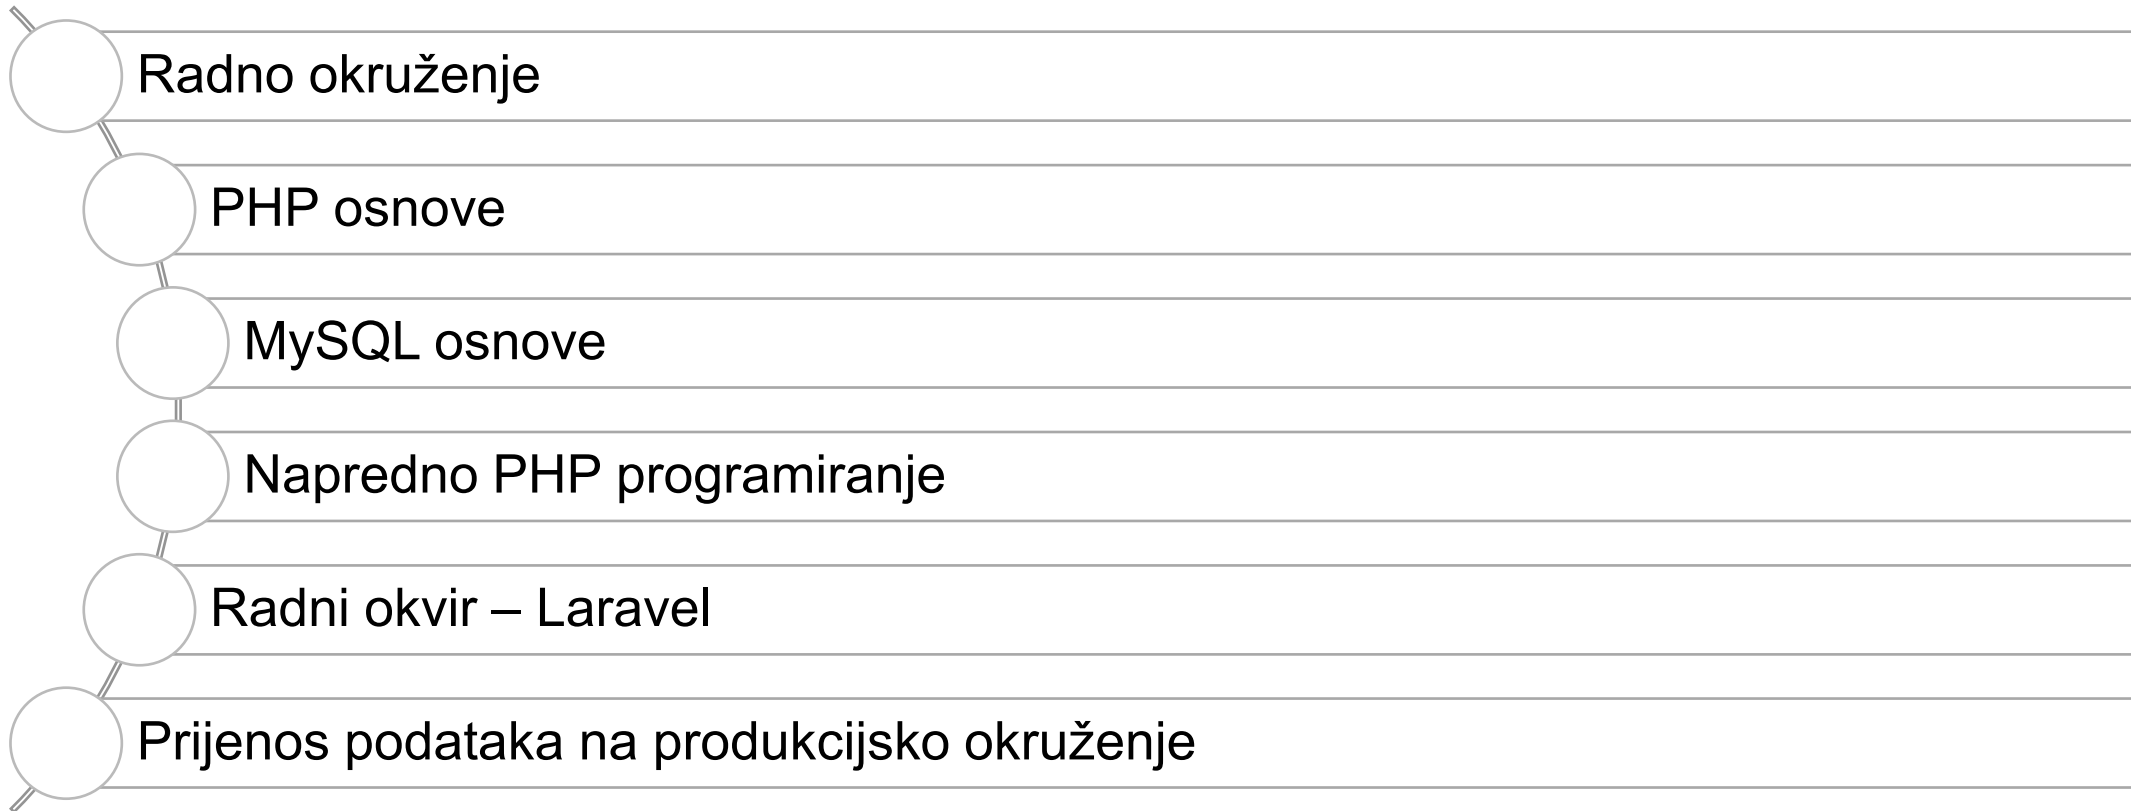 Radno okruženje
PHP osnove
MySQL osnove
Napredno PHP programiranje
Radni okvir – Laravel
Prijenos podataka na produkcijsko okruženje